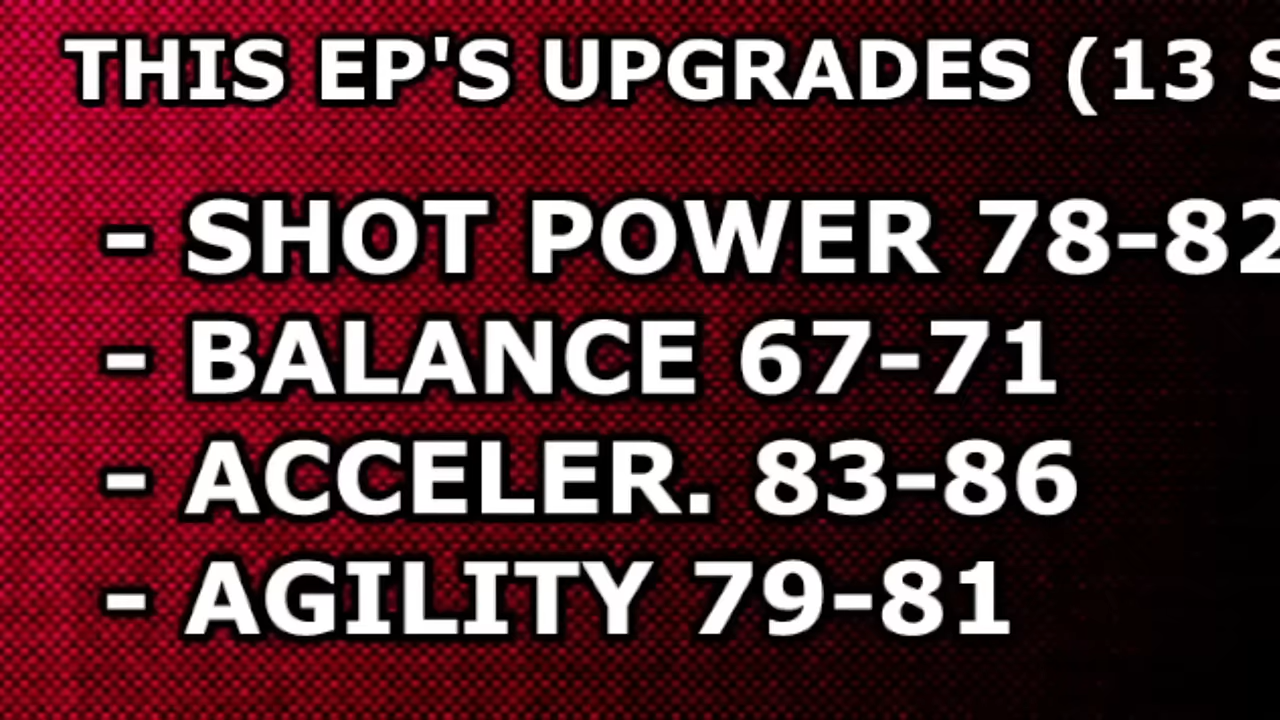 THIS EP'S UPGRADES (13 S
- SHOT POWER 78-82
- BALANCE 67-71
- ACCELER. 83-86
- AGILITY 79-81